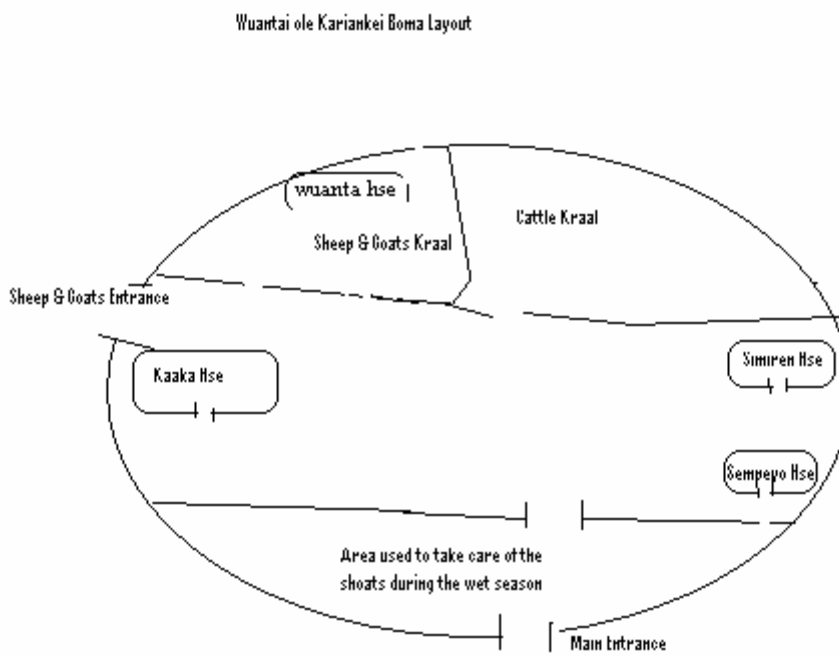 Wuantai ole Kariankei Boma Layout
wuanta hse
Cattle Kraal
Sheep & Goats Kraal
Sheep & Goats Entrance
Kaaka Hse
Simiren Hse
Sempeyo Hse
Area used to take care of the
shoats during the wet season
Main Entrance